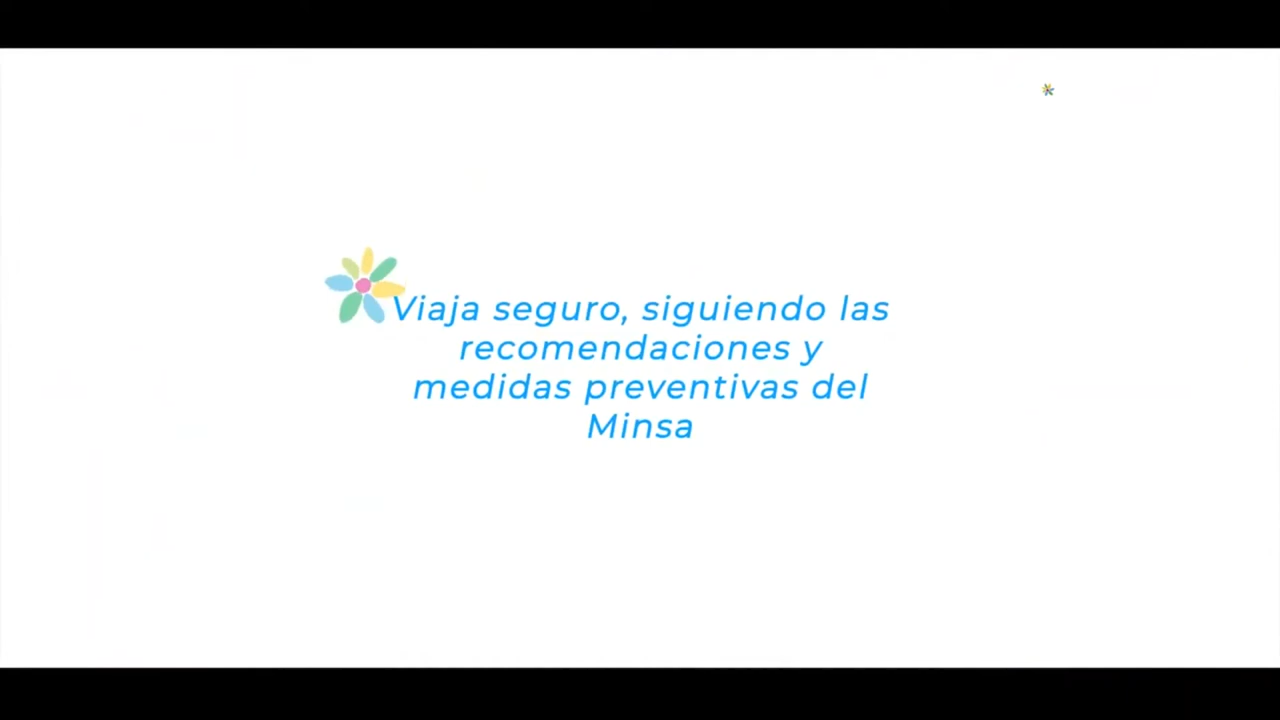 Viaja seguro, siguiendo las
recomendaciones y
medidas preventivas del
Minsa